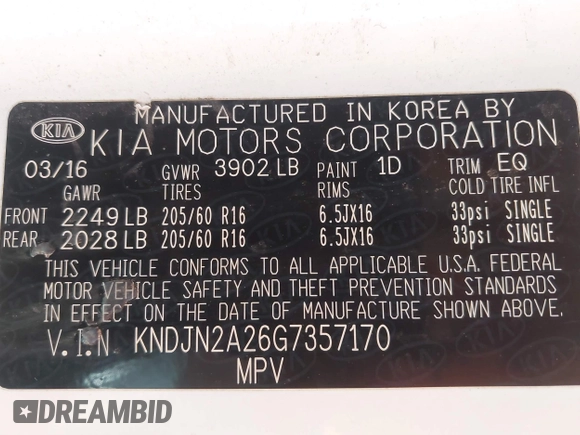 MANUFACTURED IN KOREA BY
KIA KIA MOTORS CORPORATION
03/16 GVWR 3902 LB PAINT 1D TRIM EQ
GAWR TIRES RIMS COLD TIRE INFL
FRONT 2249 LB 205/60 R16 6.5JX16 33psi SINGLE
REAR 2028 LB 205/60 R16 6.5JX16 33psi SINGLE
THIS VEHICLE CONFORMS TO ALL APPLICABLE U.S.A. FEDERAL
MOTOR VEHICLE SAFETY AND THEFT PREVENTION STANDARDS
IN EFFECT ON THE DATE OF MANUFACTURE SHOWN ABOVE.
V.I.N KNDJN2A26G7357170
MPV
DREAMBID